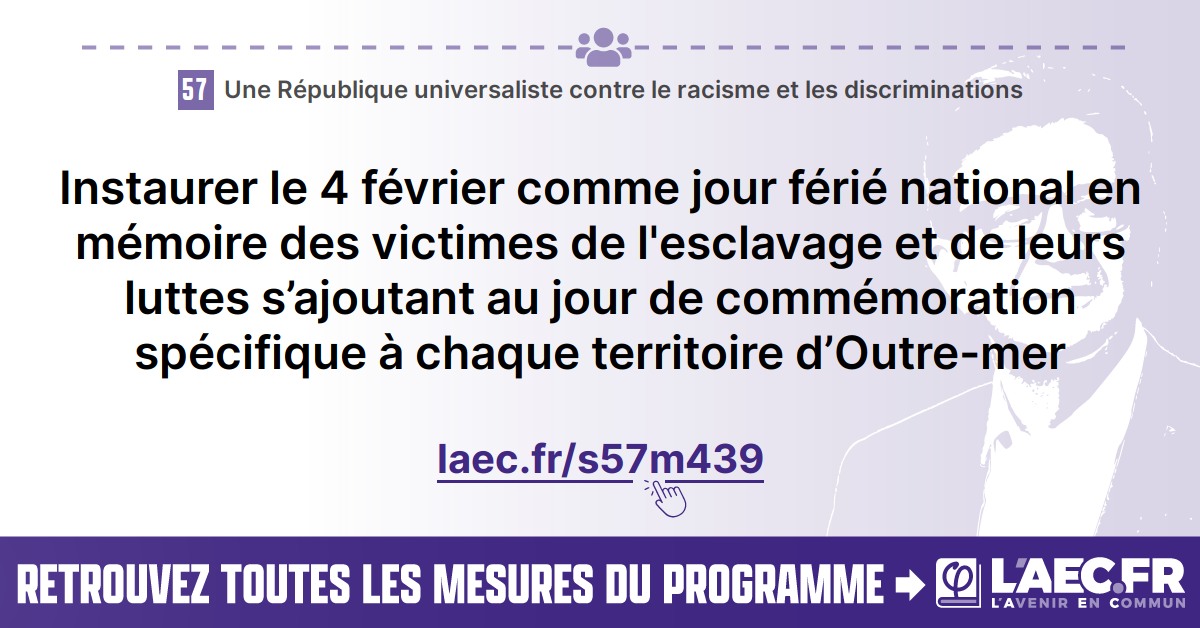 57 Une République universaliste contre le racisme et les discriminations
Instaurer le 4 février comme jour férié national en
mémoire des victimes de l'esclavage et de leurs
luttes s’ajoutant au jour de commémoration
spécifique à chaque territoire d’Outre-mer
laec.fr/s57m439
RETROUVEZ TOUTES LES MESURES DU PROGRAMME
L'AEC.FR
L'AVENIR EN COMMUN